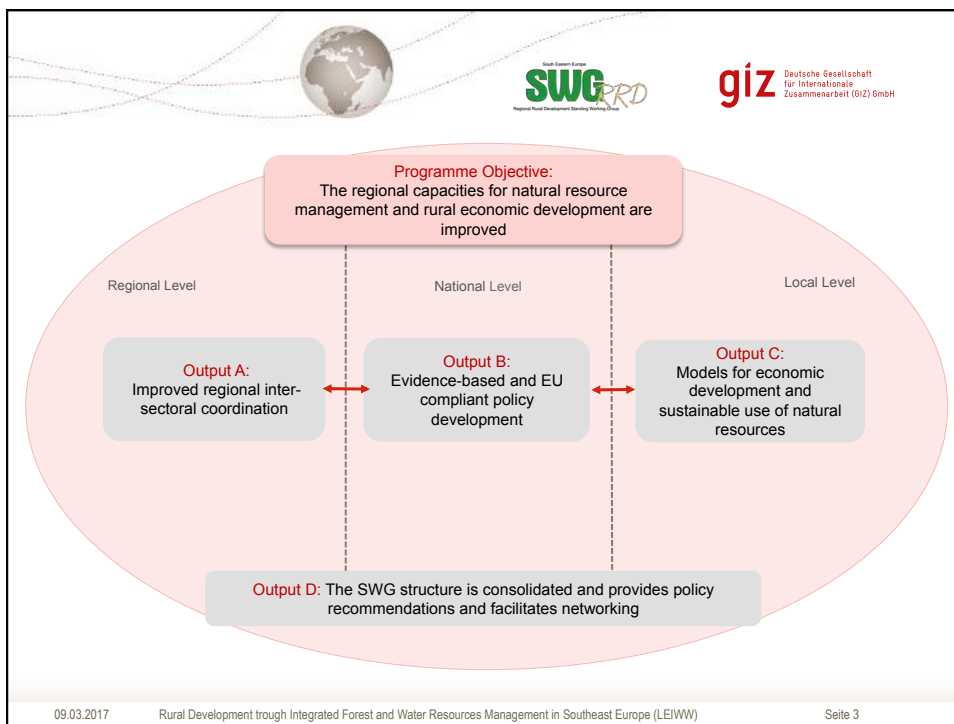 South Eastern Europe
SWG RRD
Regional Rural Development Standing Working Group
giz Deutsche Gesellschaft
für Internationale
Zusammenarbeit (GIZ) GmbH
Programme Objective:
The regional capacities for natural resource
management and rural economic development are
improved
Regional Level
National Level
Local Level
Output A:
Improved regional inter-
sectoral coordination
Output B:
Evidence-based and EU
compliant policy
development
Output C:
Models for economic
development and
sustainable use of natural
resources
Output D: The SWG structure is consolidated and provides policy
recommendations and facilitates networking
09.03.2017 Rural Development trough Integrated Forest and Water Resources Management in Southeast Europe (LEIWW) Seite 3